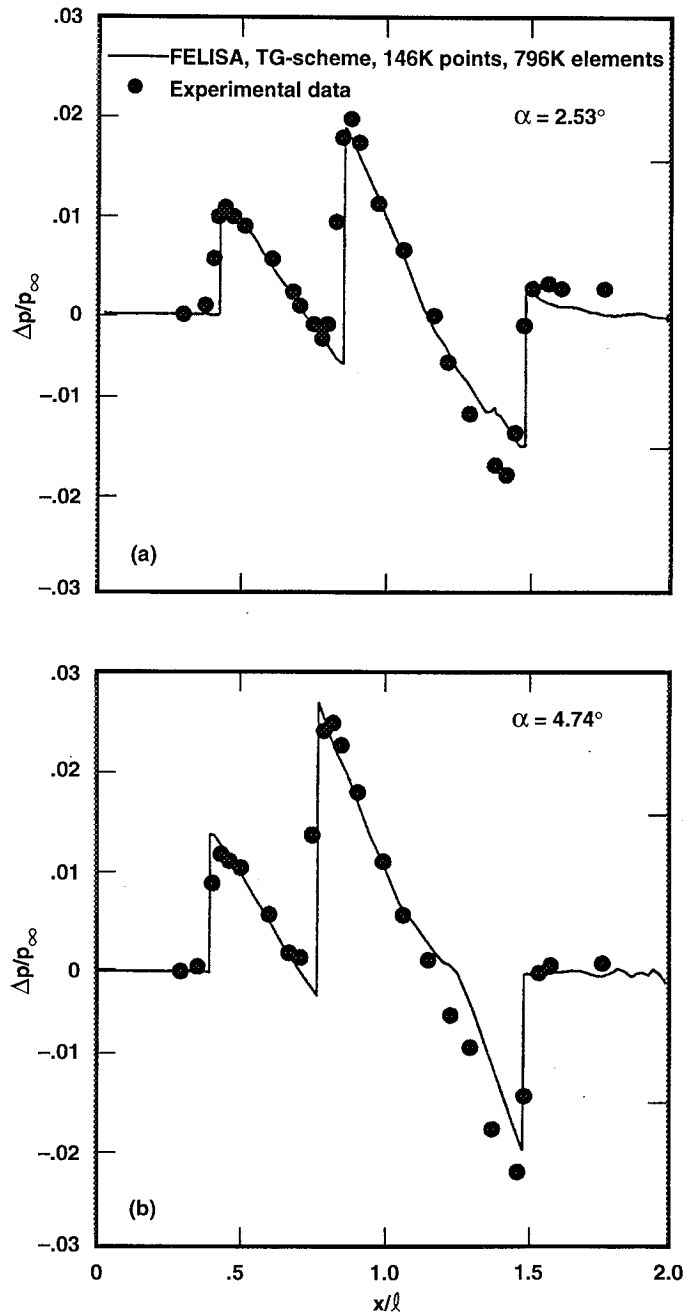 .03
FELISA, TG-scheme, 146K points, 796K elements
Experimental data
α = 2.53°
.02
.01
0
Δp/p∞
–.01
–.02
(a)
–.03
.03
α = 4.74°
.02
.01
0
Δp/p∞
–.01
–.02
(b)
–.03
0 .5 1.0 1.5 2.0
x/ℓ